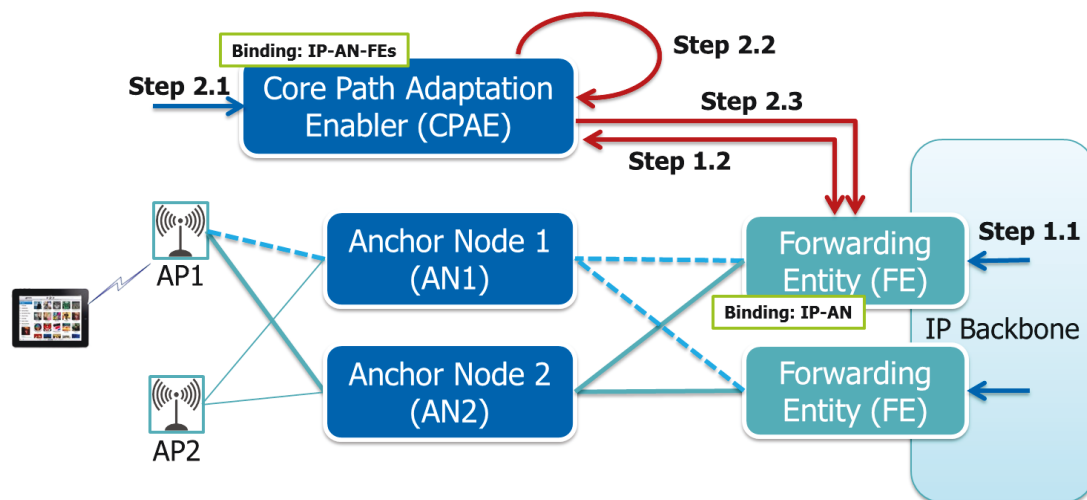 Binding: IP-AN-FEs
Step 2.2
Step 2.1
Core Path Adaptation
Enabler (CPAE)
Step 2.3
Step 1.2
Anchor Node 1
(AN1)
Forwarding
Entity (FE)
Step 1.1
AP1
Binding: IP-AN
IP Backbone
Anchor Node 2
(AN2)
Forwarding
Entity (FE)
AP2